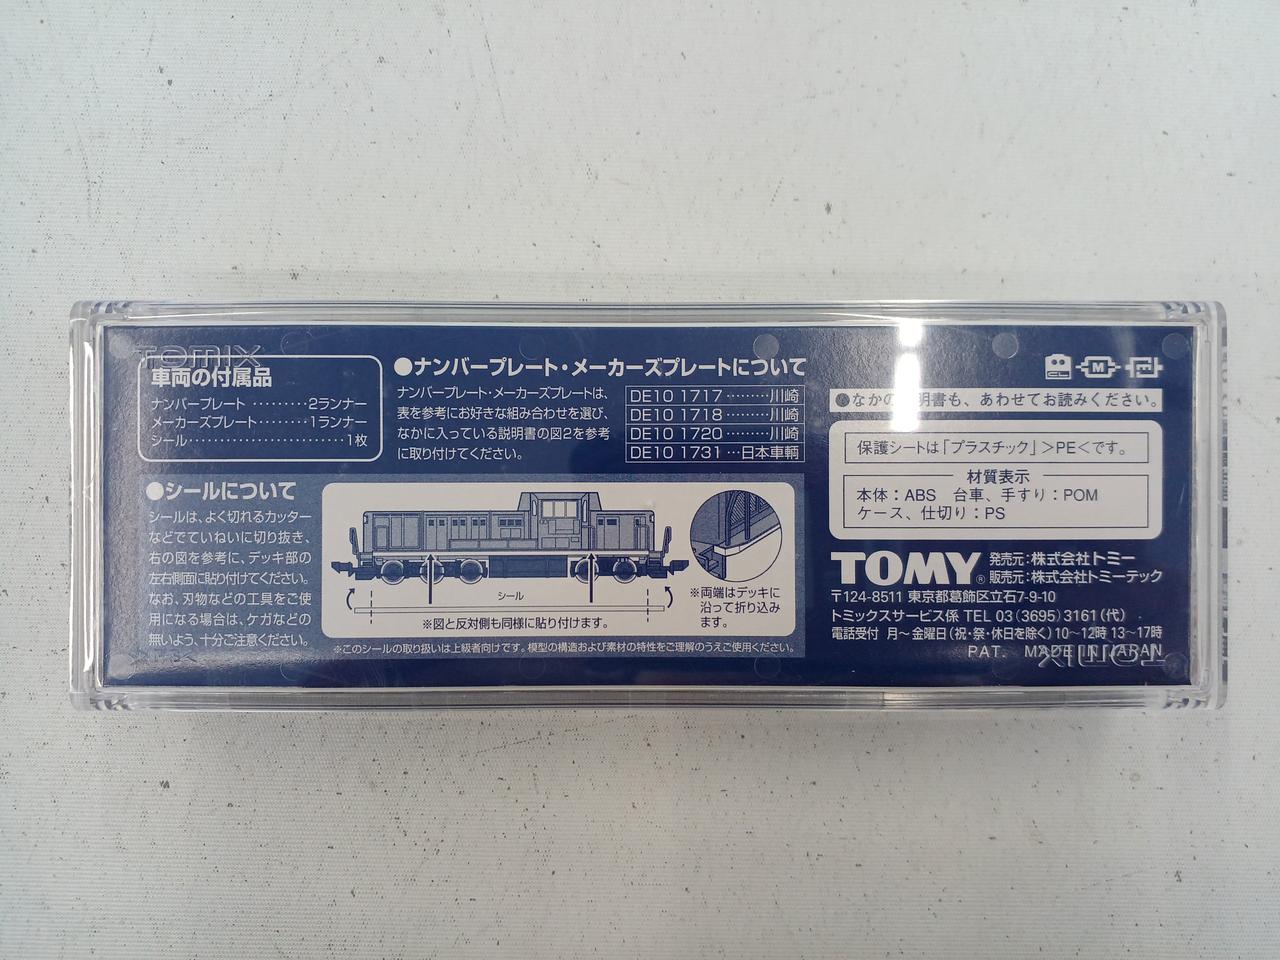 TOMIX
車両の付属品
ナンバープレート ………2ランナー
メーカーズプレート………1ランナー
シール……………………1枚
●ナンバープレート・メーカーズプレートについて
ナンバープレート・メーカーズプレートは、
表を参考にお好きな組み合わせを選び、
なかに入っている説明書の図2を参考
に取り付けてください。
DE10 1717 ………川崎
DE10 1718 ………川崎
DE10 1720 ………川崎
DE10 1731 …日本車輌
●シールについて
シールは、よく切れるカッター
などでていねいに切り抜き、
右の図を参考に、デッキ部の
左右側面に貼り付けてください。
なお、刃物などの工具をご使
用になる場合は、ケガなどの
無いよう、十分ご注意ください。
シール
※図と反対側も同様に貼り付けます。
※両端はデッキに
沿って折り込み
ます。
※このシールの取り扱いは上級者向けです。模型の構造および素材の特性をご理解のうえご使用ください。
CL M
●なかの 明書も、あわせてお読みください。
保護シートは「プラスチック」>PE<です。
材質表示
本体：ABS 台車、手すり：POM
ケース、仕切り：PS
TOMY® 発売元：株式会社トミー
販売元：株式会社トミーテック
〒124-8511 東京都葛飾区立石7-9-10
トミックスサービス係 TEL 03（3695）3161（代）
電話受付 月〜金曜日（祝・祭・休日を除く）10〜12時 13〜17時
PAT. MADE IN JAPAN
TOMIX